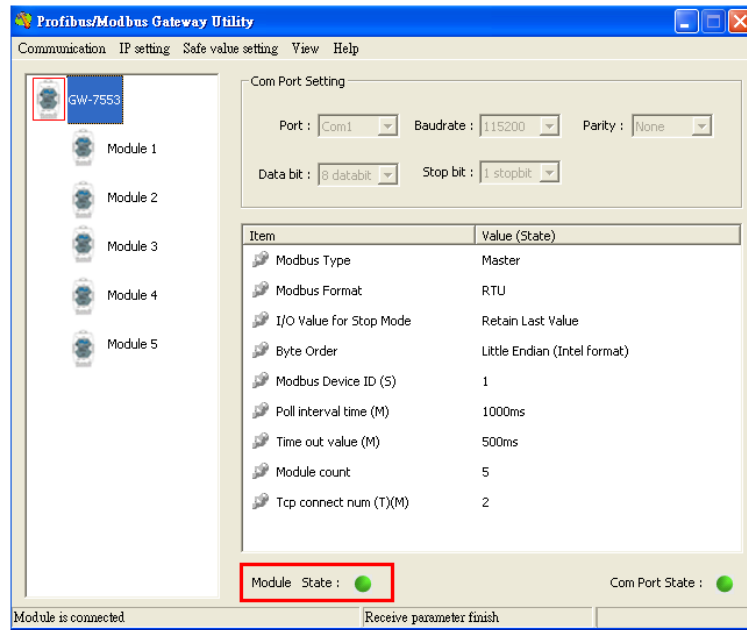 Profibus/Modbus Gateway Utility
Communication IP setting Safe value setting View Help
GW-7553
Module 1
Module 2
Module 3
Module 4
Module 5
Com Port Setting
Port : Com1 Baudrate : 115200 Parity : None
Data bit : 8 databit Stop bit : 1 stopbit
Item Value (State)
Modbus Type Master
Modbus Format RTU
I/O Value for Stop Mode Retain Last Value
Byte Order Little Endian (Intel format)
Modbus Device ID (S) 1
Poll interval time (M) 1000ms
Time out value (M) 500ms
Module count 5
Tcp connect num (T)(M) 2
Module State : Com Port State :
Module is connected Receive parameter finish